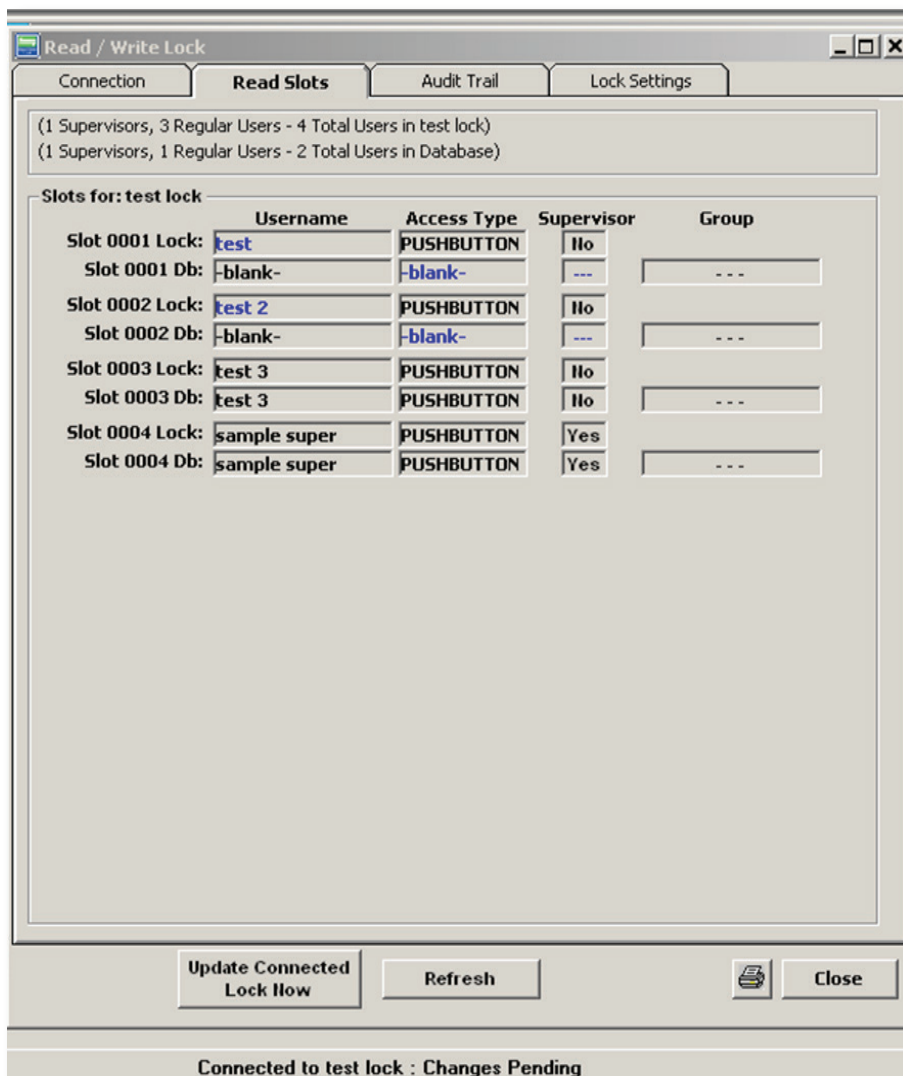 Read / Write Lock
Connection Read Slots Audit Trail Lock Settings
(1 Supervisors, 3 Regular Users - 4 Total Users in test lock)
(1 Supervisors, 1 Regular Users - 2 Total Users in Database)
Slots for: test lock
Username Access Type Supervisor Group
Slot 0001 Lock: test PUSHBUTTON No
Slot 0001 Db: -blank- -blank- --- - - -
Slot 0002 Lock: test 2 PUSHBUTTON No
Slot 0002 Db: -blank- -blank- --- - - -
Slot 0003 Lock: test 3 PUSHBUTTON No
Slot 0003 Db: test 3 PUSHBUTTON No - - -
Slot 0004 Lock: sample super PUSHBUTTON Yes
Slot 0004 Db: sample super PUSHBUTTON Yes - - -
Update Connected
Lock Now
Refresh Close
Connected to test lock : Changes Pending